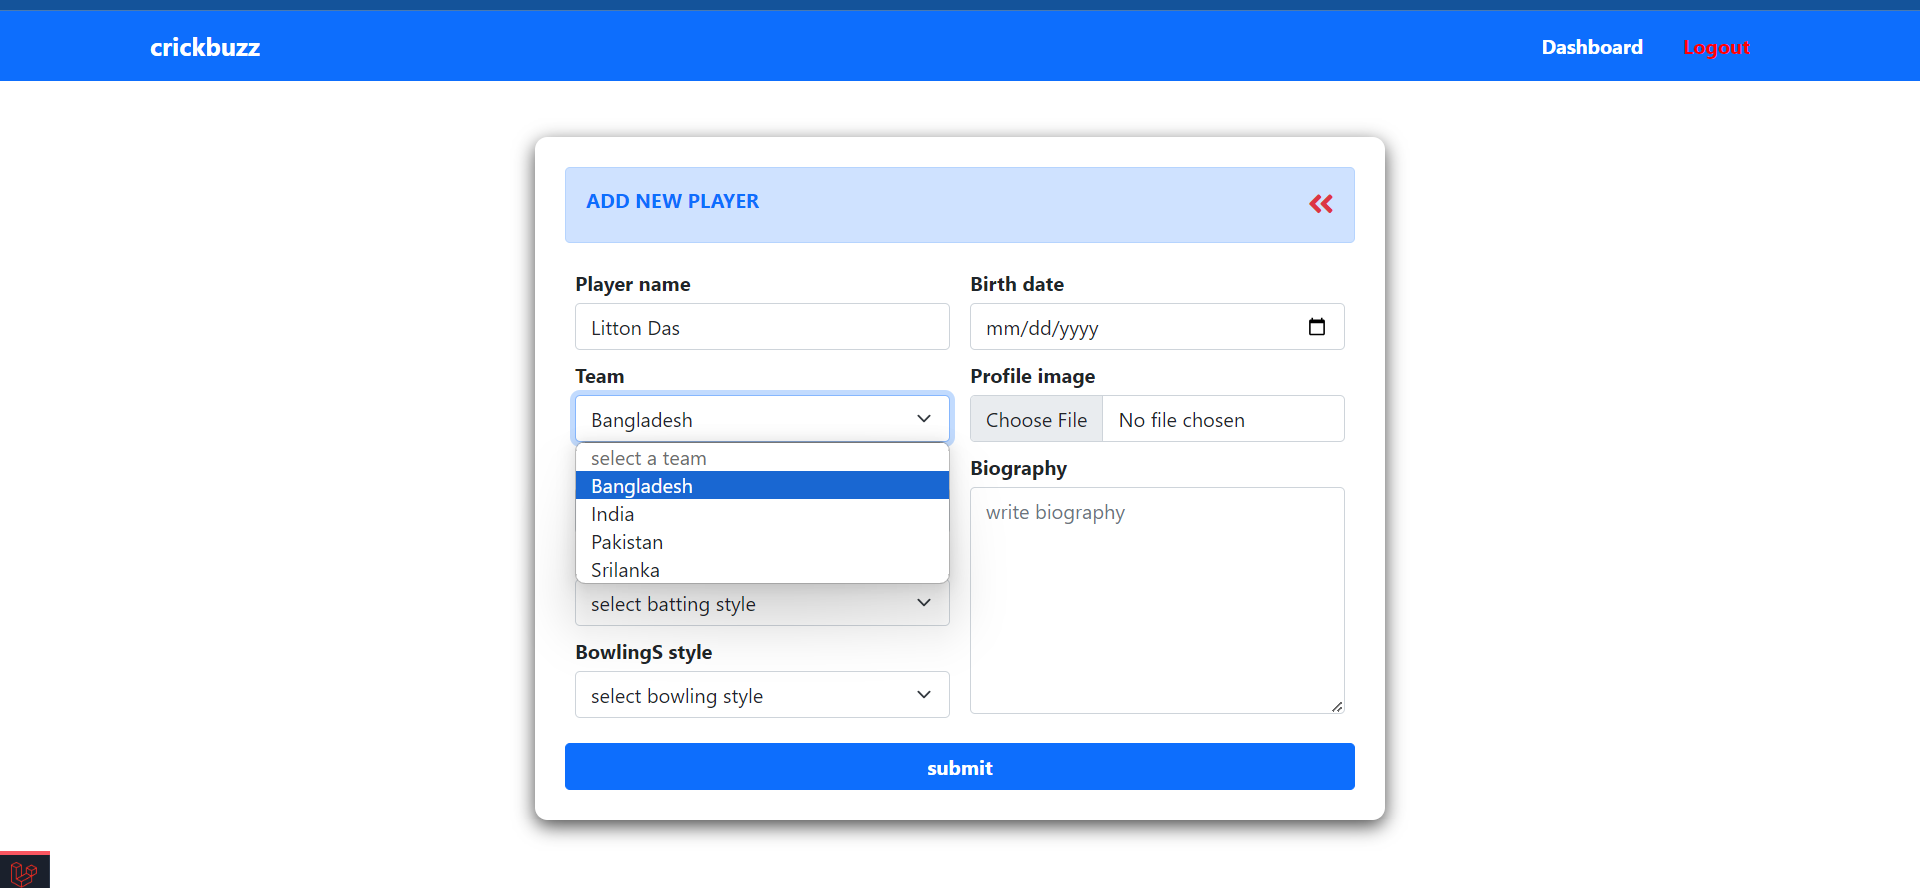 crickbuzz
Dashboard
Logout
ADD NEW PLAYER
Player name
Litton Das
Team
Bangladesh
select a team
Bangladesh
India
Pakistan
Srilanka
select batting style
BowlingS style
select bowling style
Birth date
mm/dd/yyyy
Profile image
Choose File
No file chosen
Biography
write biography
submit